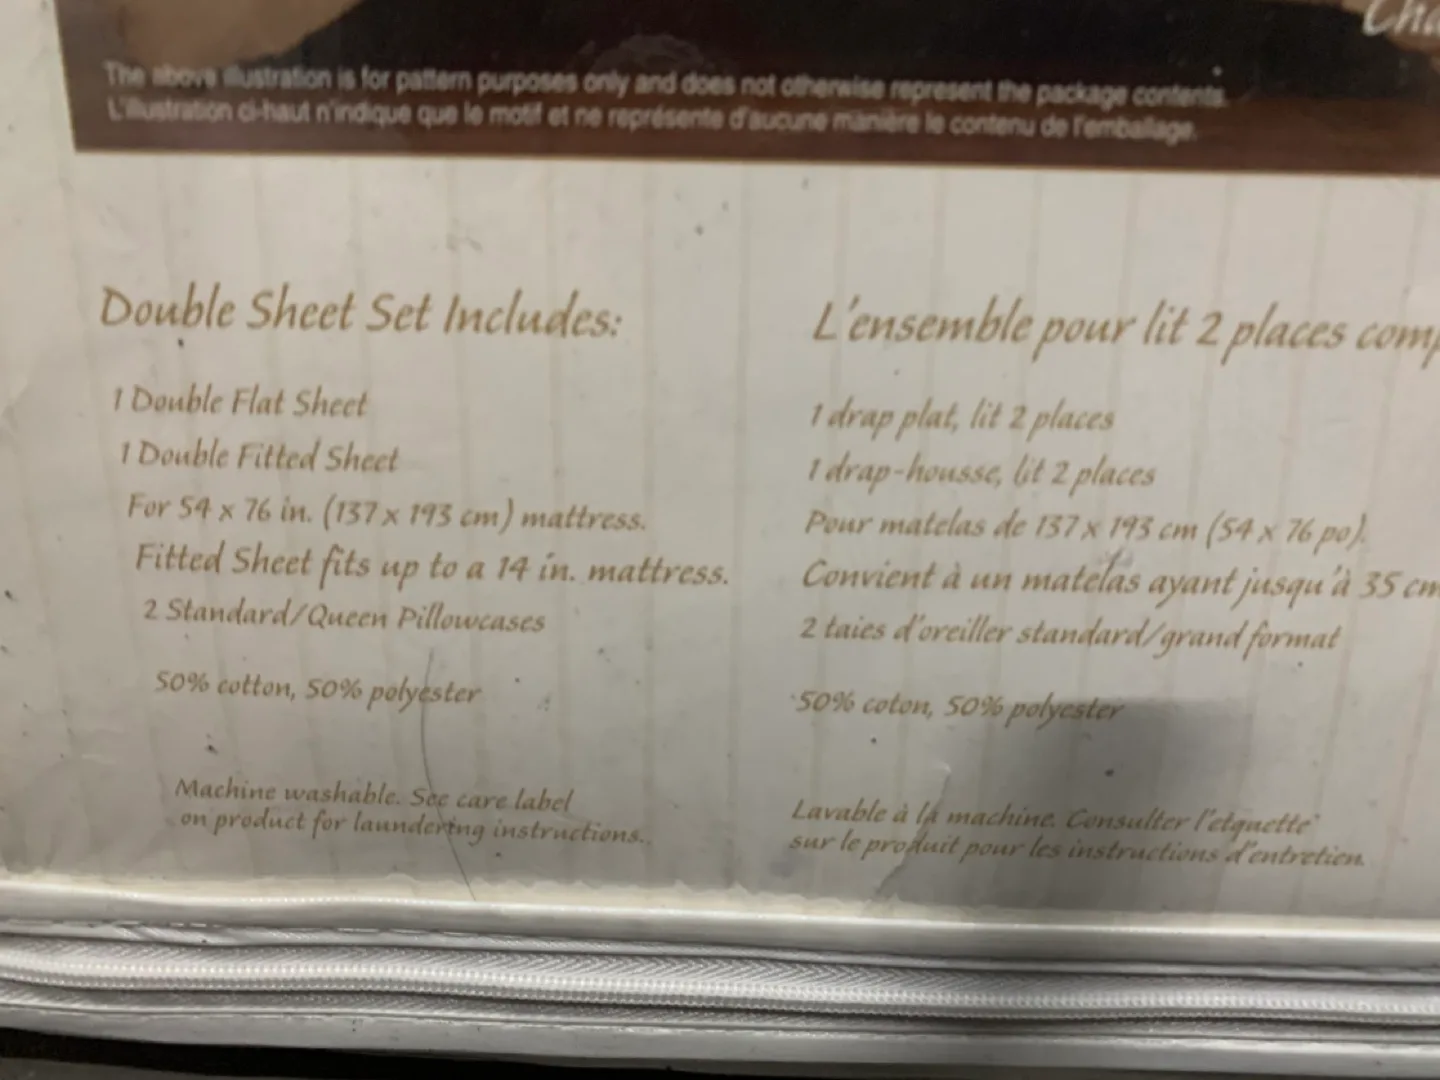 The above illustration is for pattern purposes only and does not otherwise represent the package contents.
L'illustration ci-haut n'indique que le motif et ne représente d'aucune manière le contenu de l'emballage.
Double Sheet Set Includes:
1 Double Flat Sheet
1 Double Fitted Sheet
For 54 x 76 in. (137 x 193 cm) mattress.
Fitted Sheet fits up to a 14 in. mattress.
2 Standard/Queen Pillowcases
50% cotton, 50% polyester
Machine washable. See care label
on product for laundering instructions.
L'ensemble pour lit 2 places
1 drap plat, lit 2 places
1 drap-housse, lit 2 places
Pour matelas de 137 x 193 cm (54 x 76 po).
Convient à un matelas ayant jusqu'à 35 cm
2 taies d'oreiller standard/grand format
50% coton, 50% polyester
Lavable à la machine. Consulter l'etquette
sur le produit pour les instructions d'entretien.